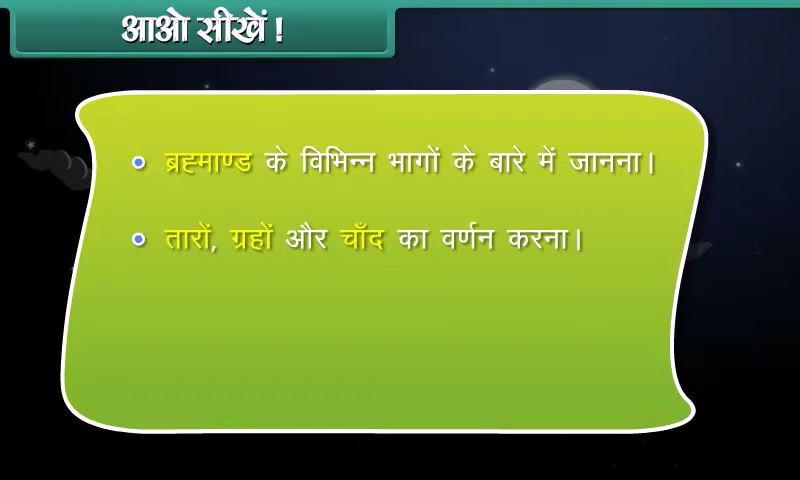 आओ सीखें !
ब्रह्माण्ड के विभिन्न भागों के बारे में जानना।
तारों, ग्रहों और चाँद का वर्णन करना।